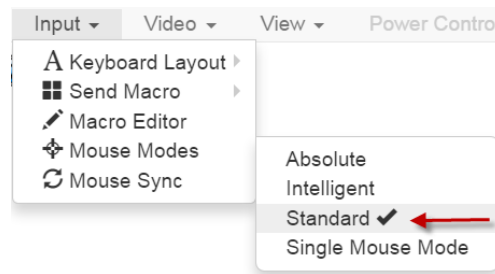 Input Video View Power Contro
Keyboard Layout
Send Macro
Macro Editor
Mouse Modes
Mouse Sync
Absolute
Intelligent
Standard
Single Mouse Mode